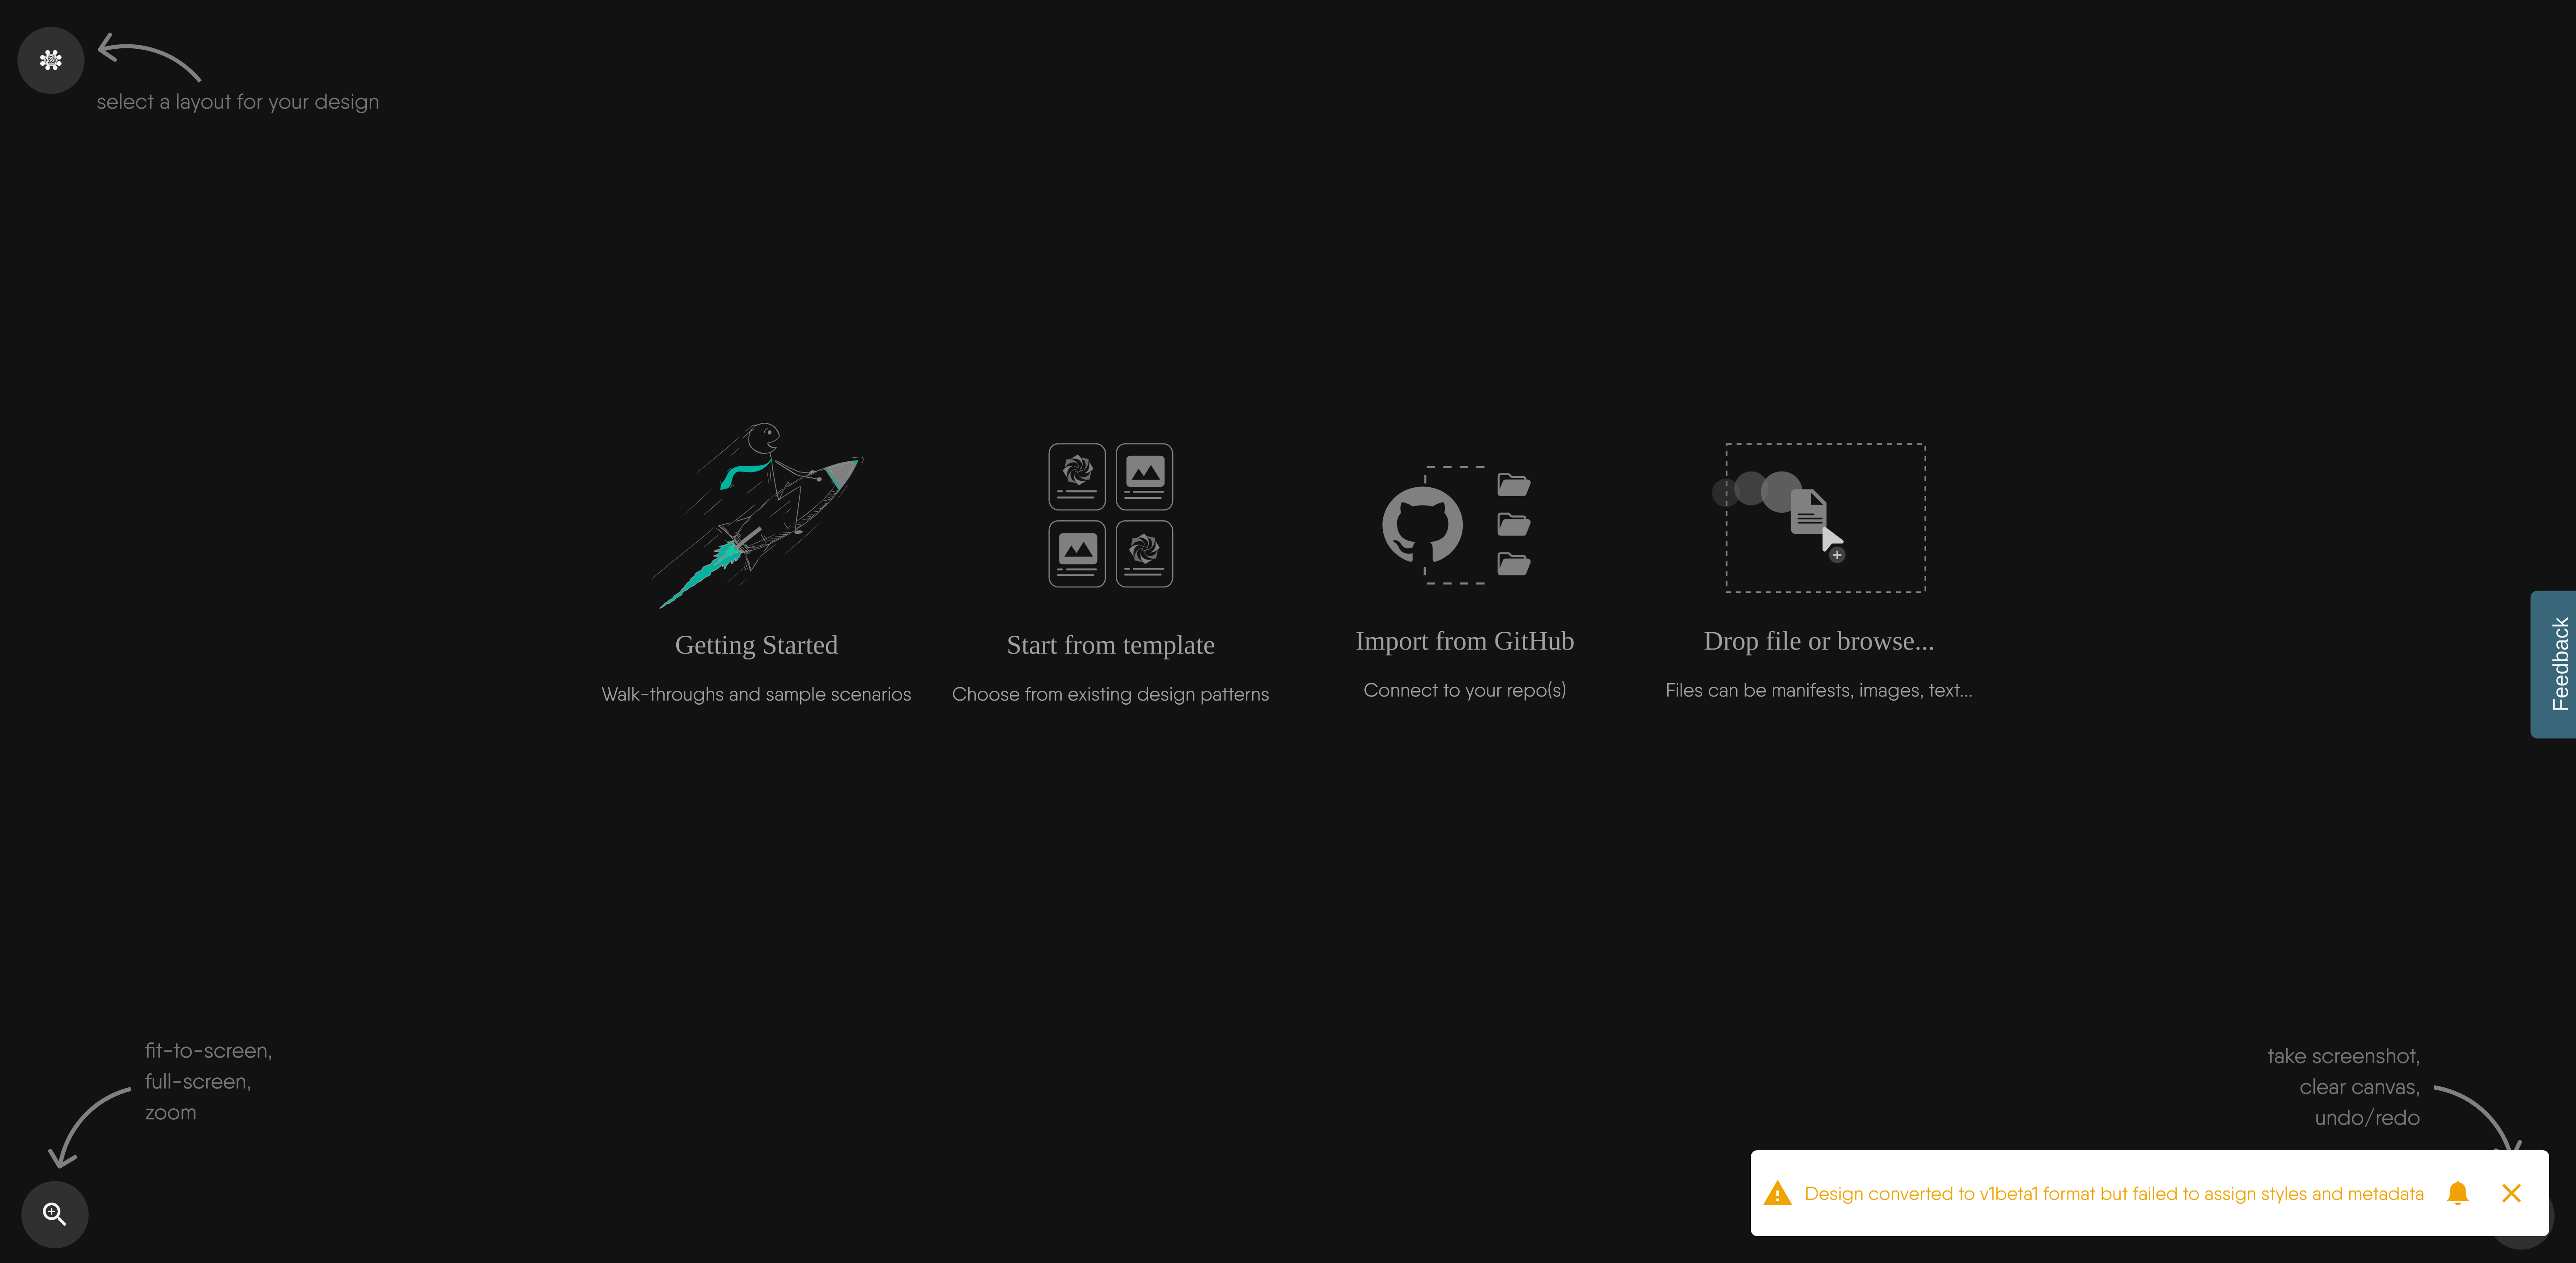 select a layout for your design
Getting Started
Walk-throughs and sample scenarios
Start from template
Choose from existing design patterns
Import from GitHub
Connect to your repo(s)
Drop file or browse...
Files can be manifests, images, text...
Feedback
fit-to-screen,
full-screen,
zoom
take screenshot,
clear canvas,
undo/redo
Design converted to v1beta1 format but failed to assign styles and metadata